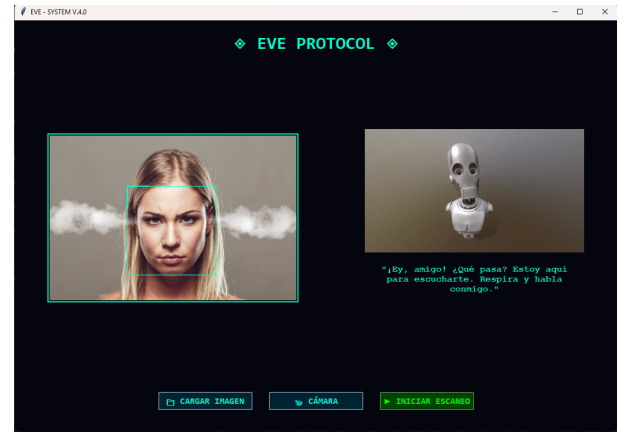 EVE - SYSTEM V.4.0
◈ EVE PROTOCOL ◈
"¡Ey, amigo! ¿Qué pasa? Estoy aquí
para escucharte. Respira y habla
conmigo."
CARGAR IMAGEN
CÁMARA
▶ INICIAR ESCANEO